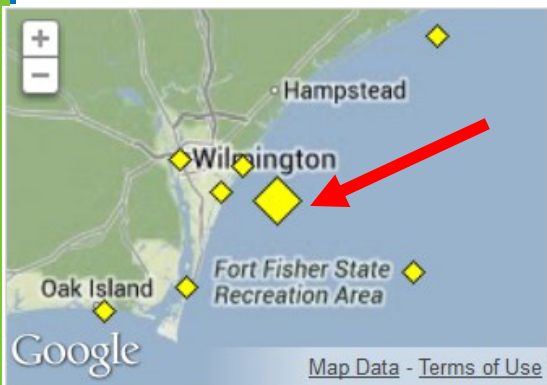 +
−
Hampstead
Wilmington
Fort Fisher State
Recreation Area
Oak Island
Google
Map Data - Terms of Use